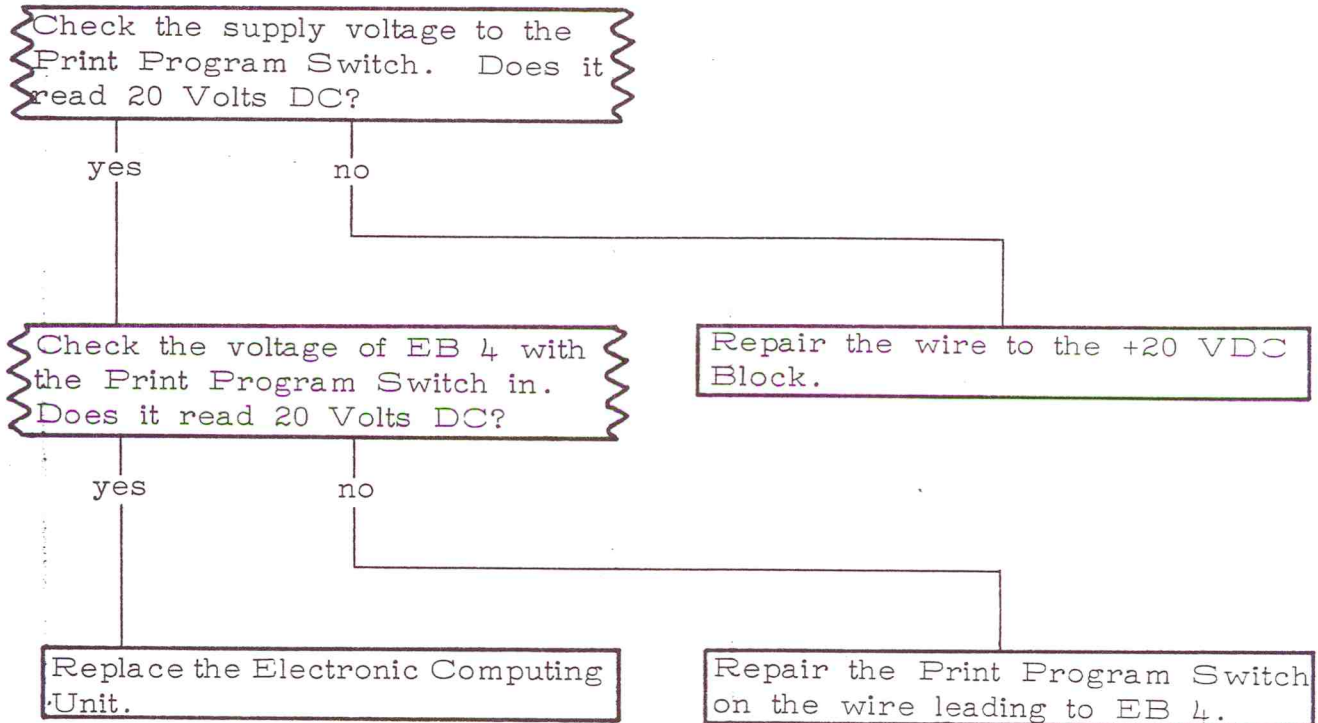 Check the supply voltage to the
Print Program Switch. Does it
read 20 Volts DC?
yes
no
Check the voltage of EB 4 with
the Print Program Switch in.
Does it read 20 Volts DC?
Repair the wire to the +20 VDC
Block.
yes
no
Replace the Electronic Computing
Unit.
Repair the Print Program Switch
on the wire leading to EB 4.